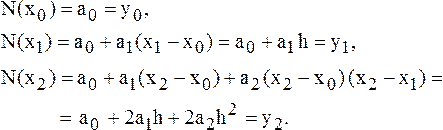 N(x₀) = a₀ = y₀,
N(x₁) = a₀ + a₁(x₁ − x₀) = a₀ + a₁h = y₁,
N(x₂) = a₀ + a₁(x₂ − x₀) + a₂(x₂ − x₀)(x₂ − x₁) =
= a₀ + 2a₁h + 2a₂h² = y₂.